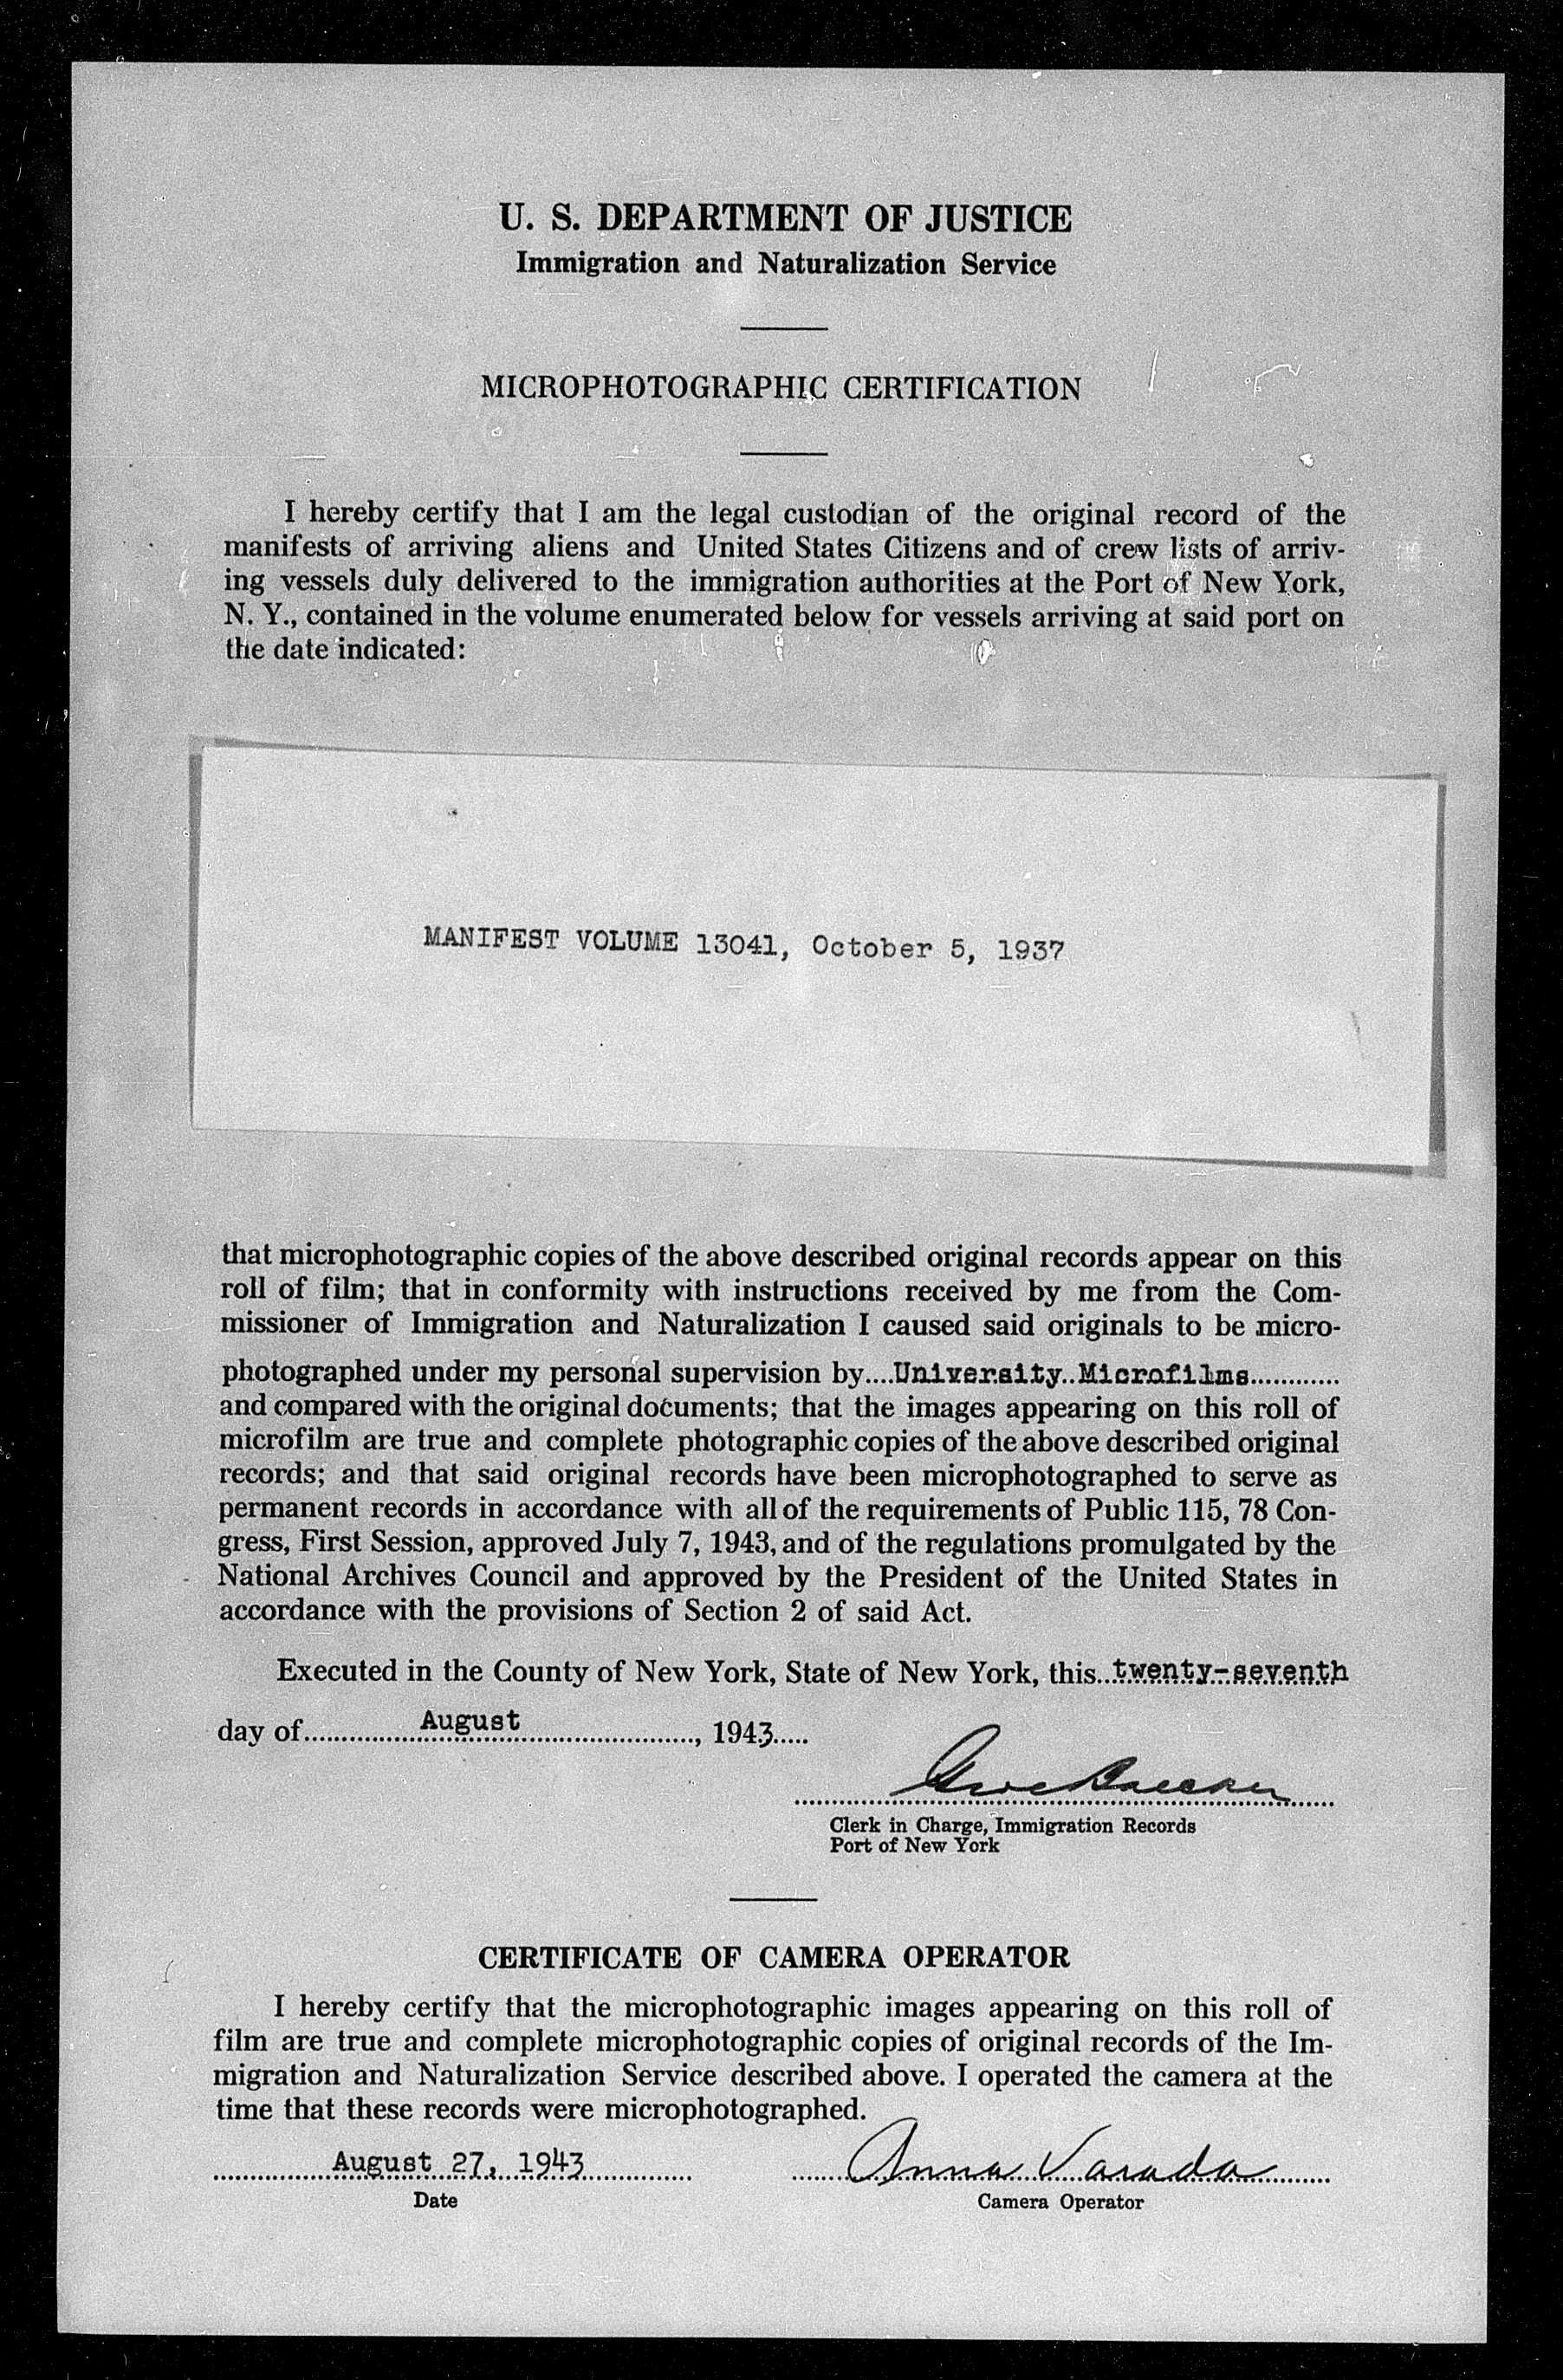 U. S. DEPARTMENT OF JUSTICE
Immigration and Naturalization Service
MICROPHOTOGRAPHIC CERTIFICATION
I hereby certify that I am the legal custodian of the original record of the
manifests of arriving aliens and United States Citizens and of crew lists of arriv-
ing vessels duly delivered to the immigration authorities at the Port of New York,
N. Y., contained in the volume enumerated below for vessels arriving at said port on
the date indicated:
MANIFEST VOLUME 13041, October 5, 1937
that microphotographic copies of the above described original records appear on this
roll of film; that in conformity with instructions received by me from the Com-
missioner of Immigration and Naturalization I caused said originals to be micro-
photographed under my personal supervision by....University..Microfilms............
and compared with the original documents; that the images appearing on this roll of
microfilm are true and complete photographic copies of the above described original
records; and that said original records have been microphotographed to serve as
permanent records in accordance with all of the requirements of Public 115, 78 Con-
gress, First Session, approved July 7, 1943, and of the regulations promulgated by the
National Archives Council and approved by the President of the United States in
accordance with the provisions of Section 2 of said Act.
Executed in the County of New York, State of New York, this...twenty-seventh
day of................August........................, 1943.....
Clerk in Charge, Immigration Records
Port of New York
CERTIFICATE OF CAMERA OPERATOR
I hereby certify that the microphotographic images appearing on this roll of
film are true and complete microphotographic copies of original records of the Im-
migration and Naturalization Service described above. I operated the camera at the
time that these records were microphotographed.
August 27, 1943 Anna Varada
Date Camera Operator